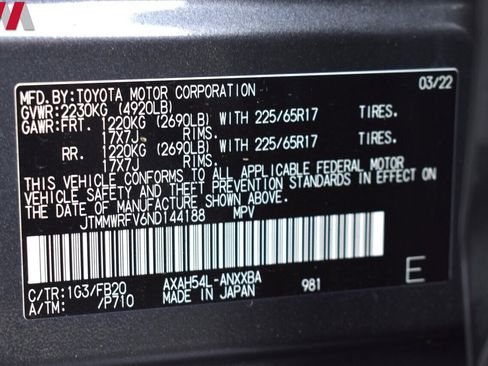 MFD.BY:TOYOTA MOTOR CORPORATION 03/22
GVWR:2230KG (4920LB)
GAWR:FRT. 1220KG (2690LB) WITH 225/65R17 TIRES.
17X7J RIMS.
RR. 1220KG (2690LB) WITH 225/65R17 TIRES.
17X7J RIMS.
THIS VEHICLE CONFORMS TO ALL APPLICABLE FEDERAL MOTOR
VEHICLE SAFETY AND THEFT PREVENTION STANDARDS IN EFFECT ON
THE DATE OF MANUFACTURE SHOWN ABOVE.
JTMMWRFV6ND144188 MPV
C/TR:1G3/FB20 AXAH54L-ANXXBA E
A/TM: /P710 MADE IN JAPAN 981